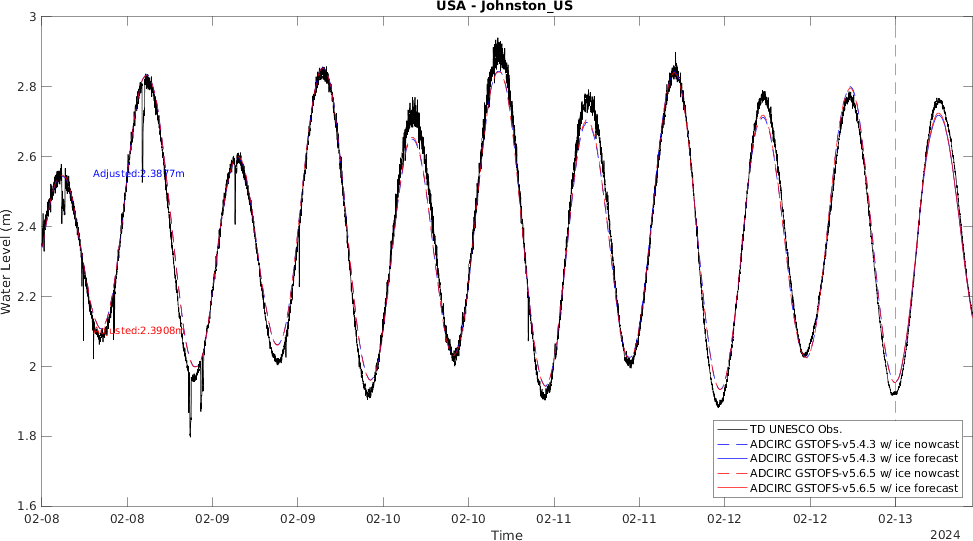 USA - Johnston_US
3
2.8
2.6
2.4
2.2
2
1.8
1.6
Water Level (m)
Adjusted:2.3877m
Adjusted:2.3908m
TD UNESCO Obs.
ADCIRC GSTOFS-v5.4.3 w/ ice nowcast
ADCIRC GSTOFS-v5.4.3 w/ ice forecast
ADCIRC GSTOFS-v5.6.5 w/ ice nowcast
ADCIRC GSTOFS-v5.6.5 w/ ice forecast
02-08 02-08 02-09 02-09 02-10 02-10 02-11 02-11 02-12 02-12 02-13
Time
2024